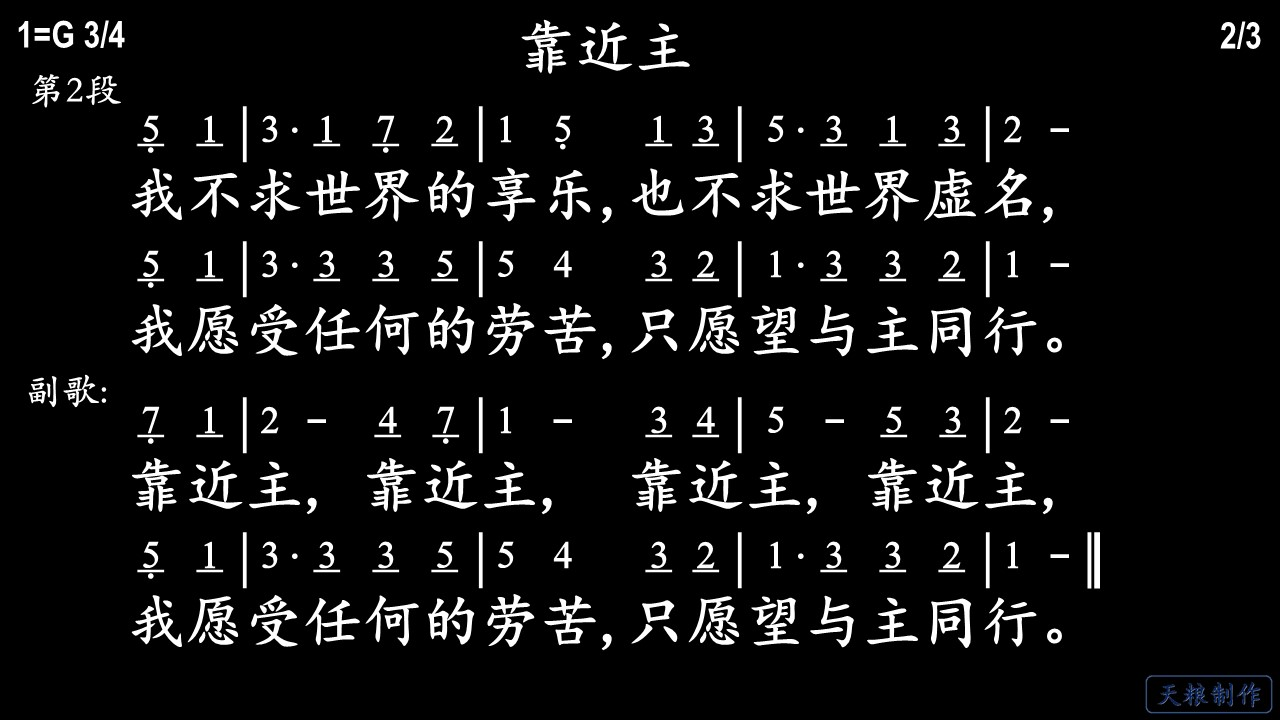 1=G 3/4
靠近主
2/3
第2段
5 1 | 3 · 1 7 2 | 1 5 1 3 | 5 · 3 1 3 | 2 –
我不求世界的享乐, 也不求世界虚名,
5 1 | 3 · 3 3 5 | 5 4 3 2 | 1 · 3 3 2 | 1 –
我愿受任何的劳苦, 只愿望与主同行。
副歌:
7 1 | 2 – 4 7 | 1 – 3 4 | 5 – 5 3 | 2 –
靠近主, 靠近主, 靠近主, 靠近主,
5 1 | 3 · 3 3 5 | 5 4 3 2 | 1 · 3 3 2 | 1 – ‖
我愿受任何的劳苦, 只愿望与主同行。
天粮制作